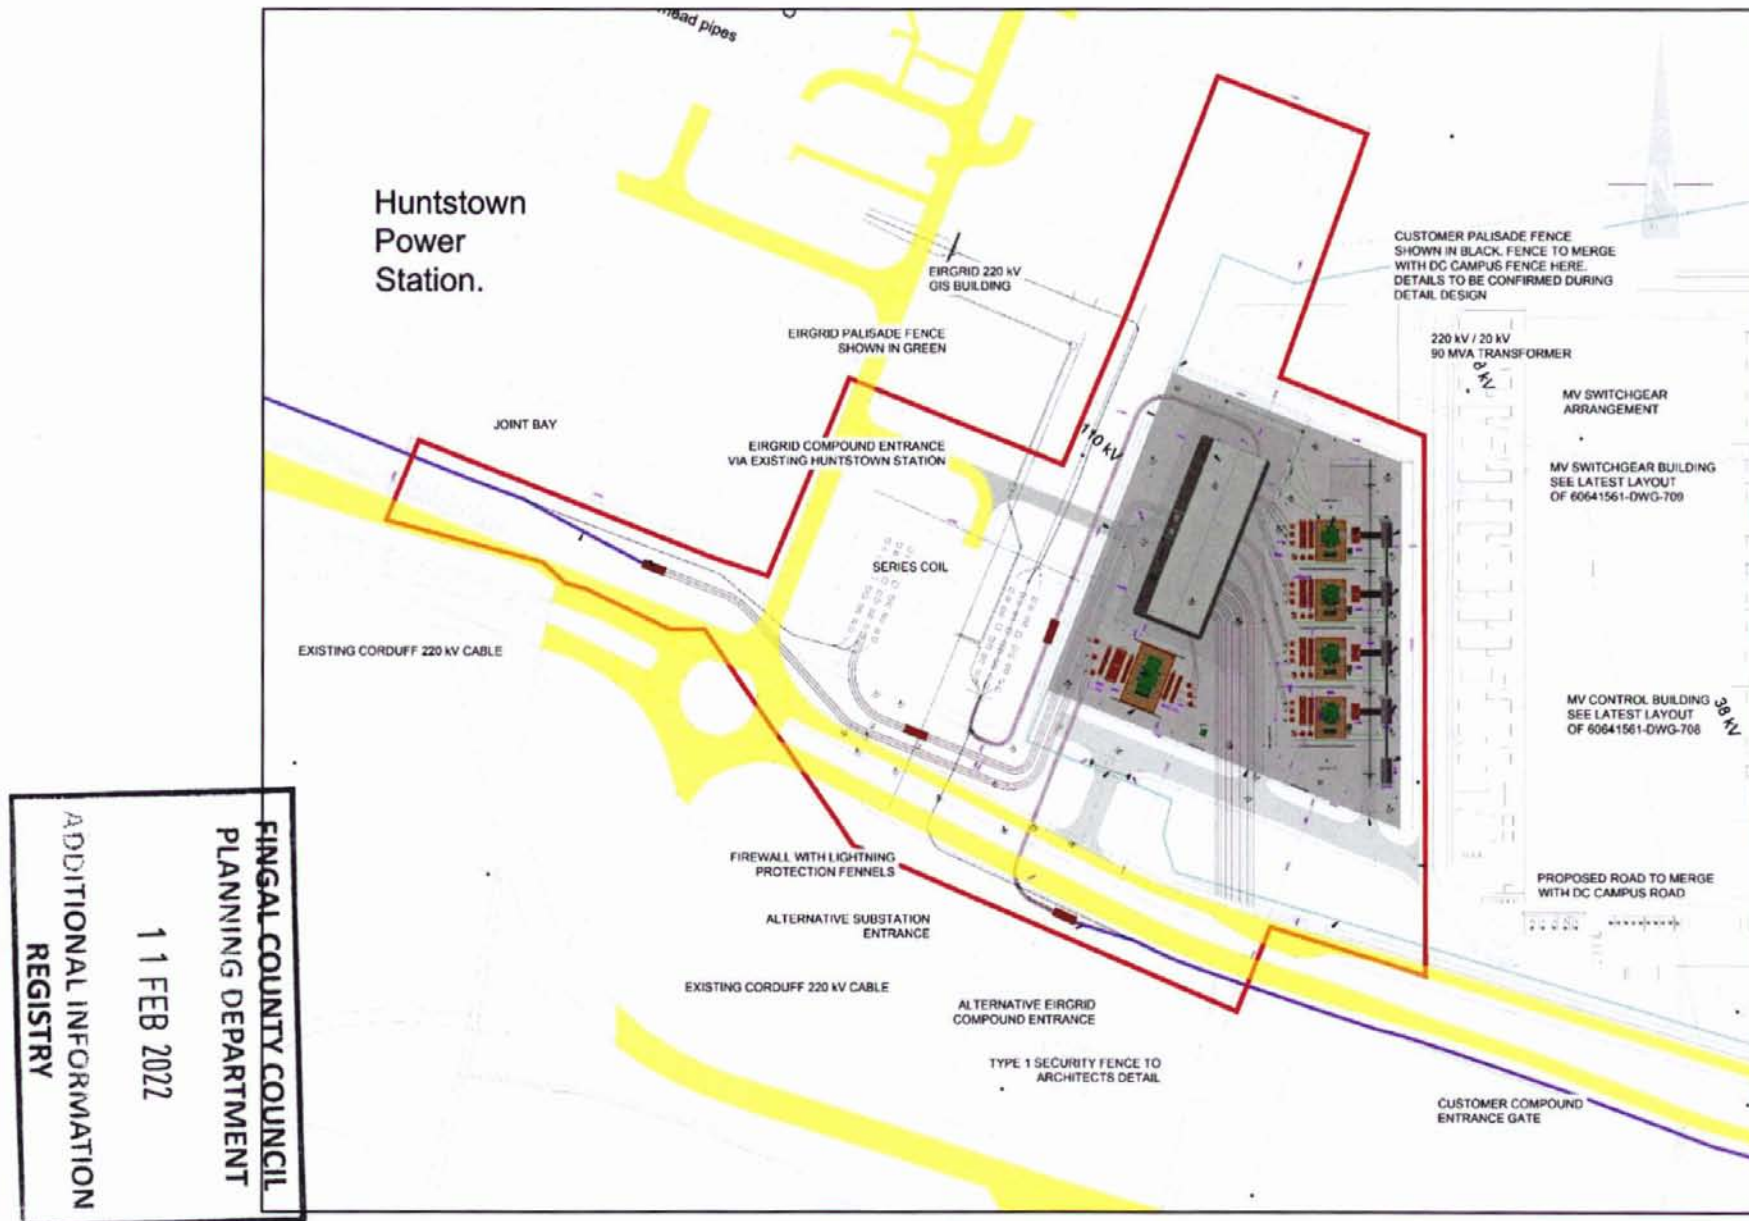 mead pipes
Huntstown
Power
Station.
EIRGRID 220 kV
GIS BUILDING
EIRGRID PALISADE FENCE
SHOWN IN GREEN
CUSTOMER PALISADE FENCE
SHOWN IN BLACK. FENCE TO MERGE
WITH DC CAMPUS FENCE HERE.
DETAILS TO BE CONFIRMED DURING
DETAIL DESIGN
220 kV / 20 kV
90 MVA TRANSFORMER
kV
MV SWITCHGEAR
ARRANGEMENT
JOINT BAY
EIRGRID COMPOUND ENTRANCE
VIA EXISTING HUNTSTOWN STATION
110 kV
MV SWITCHGEAR BUILDING
SEE LATEST LAYOUT
OF 60641561-DWG-709
SERIES COIL
EXISTING CORDUFF 220 kV CABLE
MV CONTROL BUILDING
SEE LATEST LAYOUT
OF 60641561-DWG-708
38 kV
FIREWALL WITH LIGHTNING
PROTECTION FENNELS
ALTERNATIVE SUBSTATION
ENTRANCE
PROPOSED ROAD TO MERGE
WITH DC CAMPUS ROAD
EXISTING CORDUFF 220 kV CABLE
ALTERNATIVE EIRGRID
COMPOUND ENTRANCE
TYPE 1 SECURITY FENCE TO
ARCHITECTS DETAIL
CUSTOMER COMPOUND
ENTRANCE GATE
FINGAL COUNTY COUNCIL
PLANNING DEPARTMENT
11 FEB 2022
ADDITIONAL INFORMATION
REGISTRY